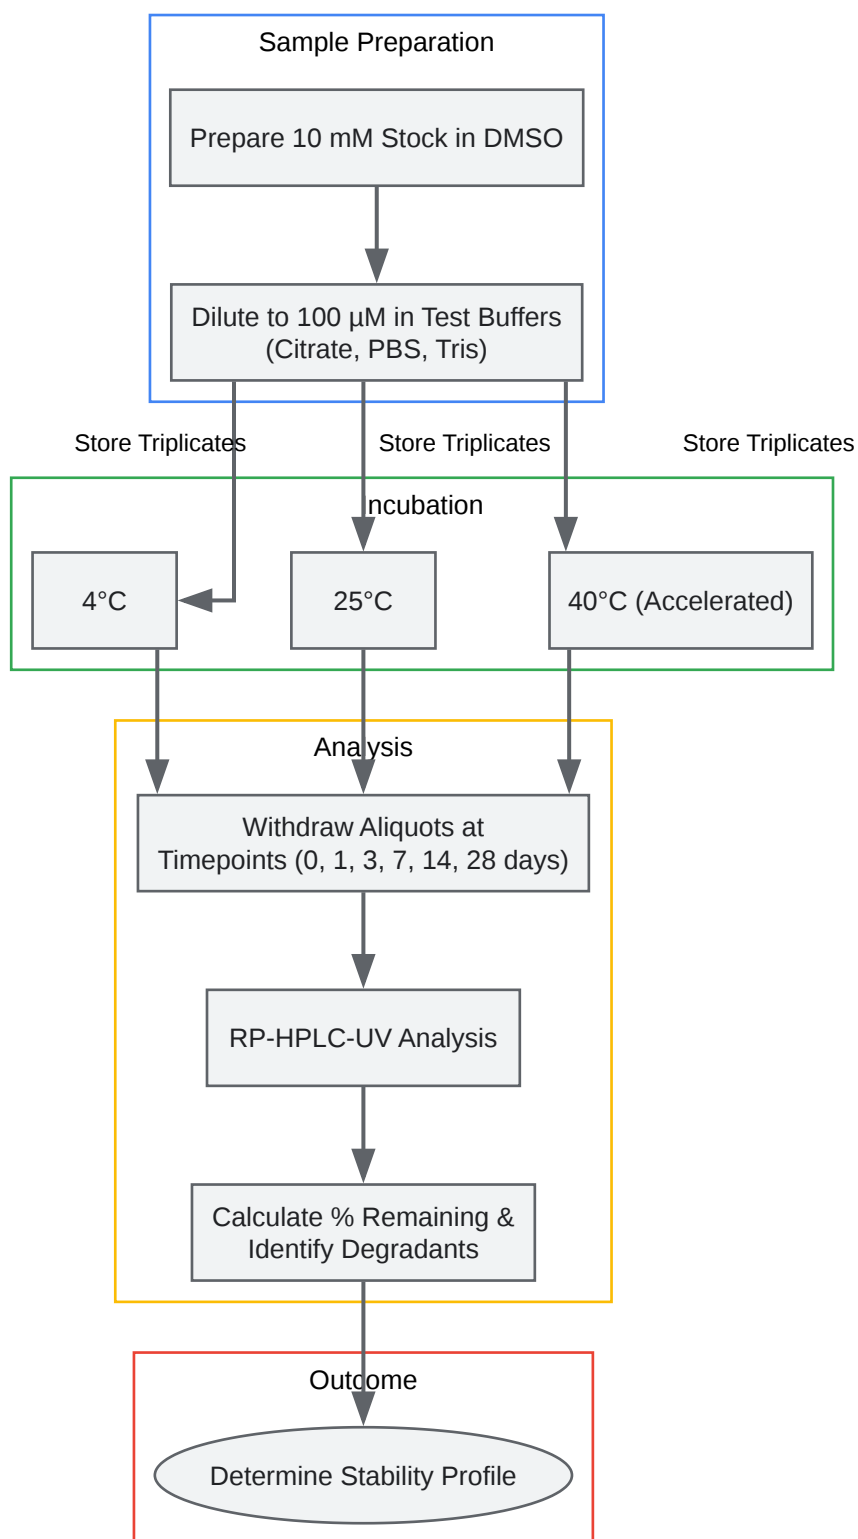 Sample Preparation
Prepare 10 mM Stock in DMSO
Dilute to 100 µM in Test Buffers
(Citrate, PBS, Tris)
Store Triplicates
Store Triplicates
Store Triplicates
Incubation
4°C
25°C
40°C (Accelerated)
Analysis
Withdraw Aliquots at
Timepoints (0, 1, 3, 7, 14, 28 days)
RP-HPLC-UV Analysis
Calculate % Remaining &
Identify Degradants
Outcome
Determine Stability Profile